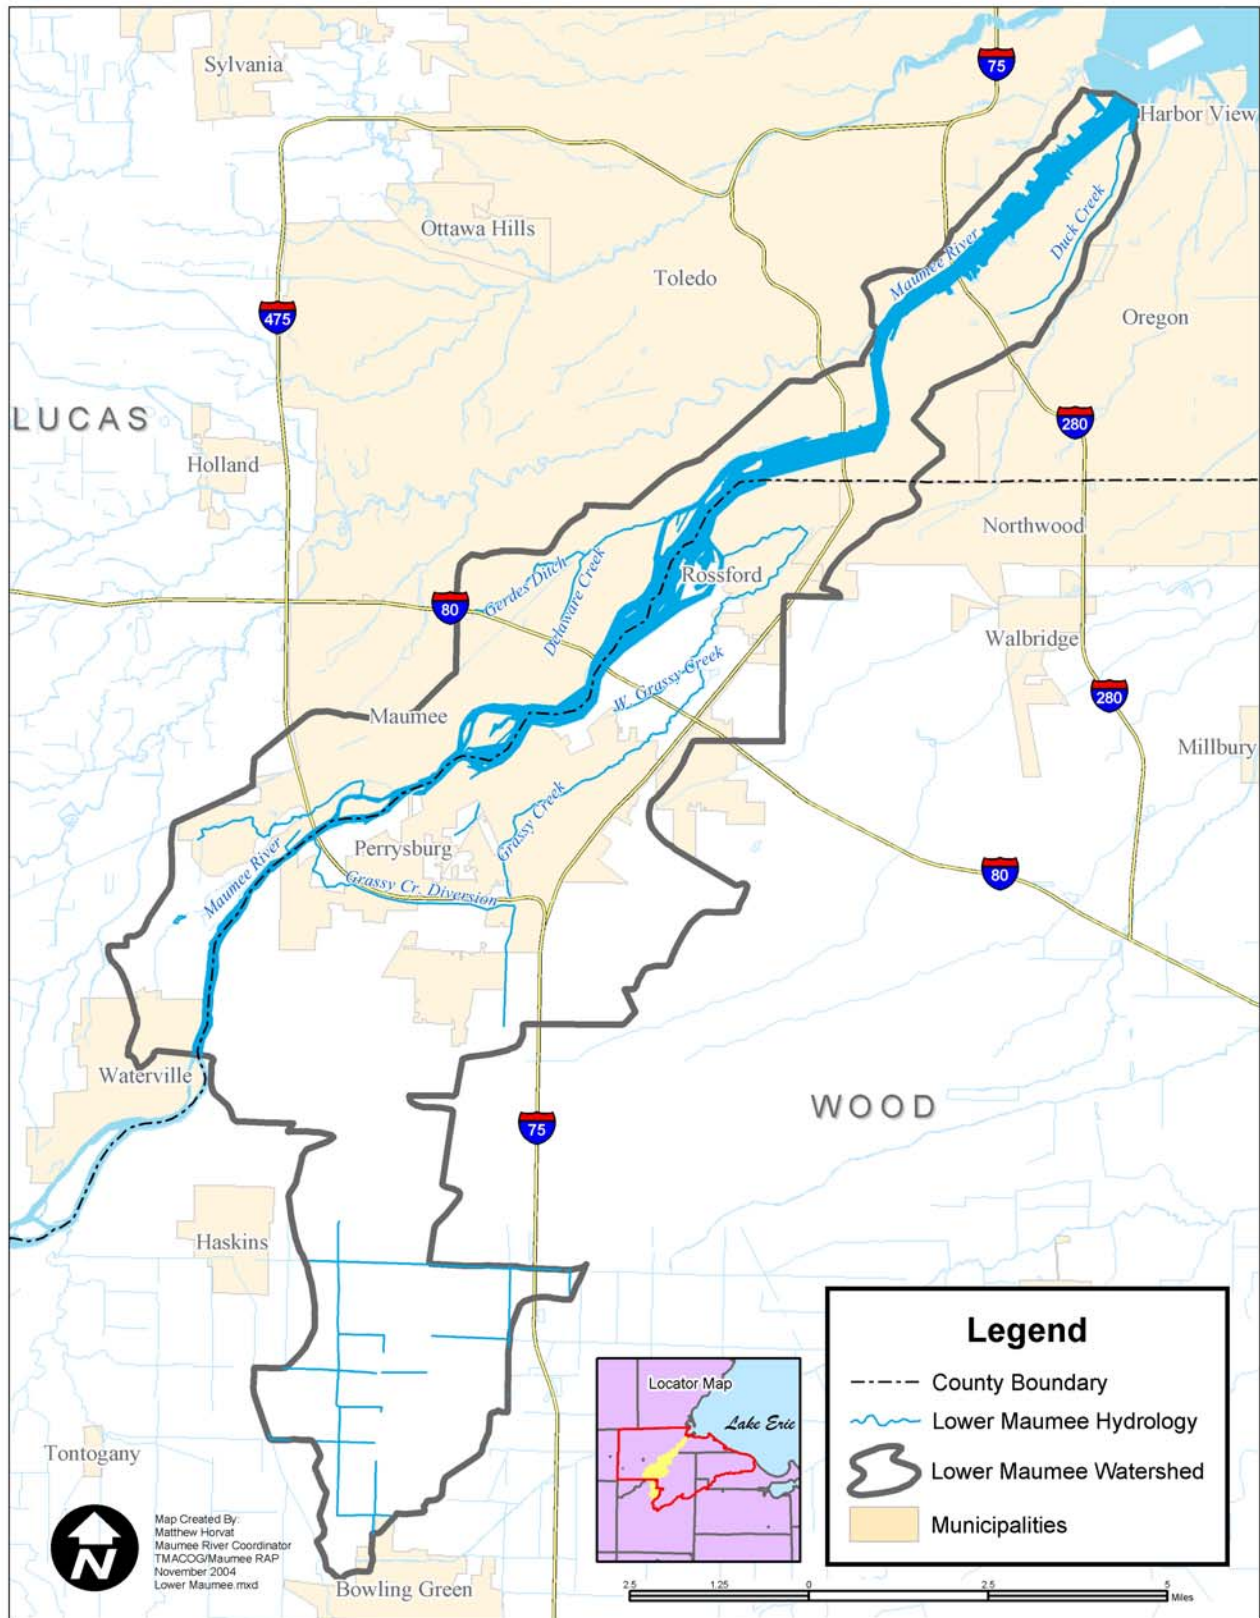 Sylvania
75
Harbor View
Ottawa Hills
Toledo
Maumee River
Duck Creek
475
Oregon
LUCAS
280
Holland
Northwood
Gerdes Ditch
Delaware Creek
Rossford
80
Walbridge
W. Grassy Creek
280
Maumee
Millbury
Grassy Creek
Perrysburg
Maumee River
Grassy Cr. Diversion
80
Waterville
WOOD
75
Haskins
Legend
County Boundary
Lower Maumee Hydrology
Lower Maumee Watershed
Municipalities
Locator Map
Lake Erie
Tontogany
N
Map Created By:
Matthew Horvat
Maumee River Coordinator
TMACOG/Maumee RAP
November 2004
Lower Maumee.mxd
Bowling Green
2.5 1.25 0 2.5 5
Miles